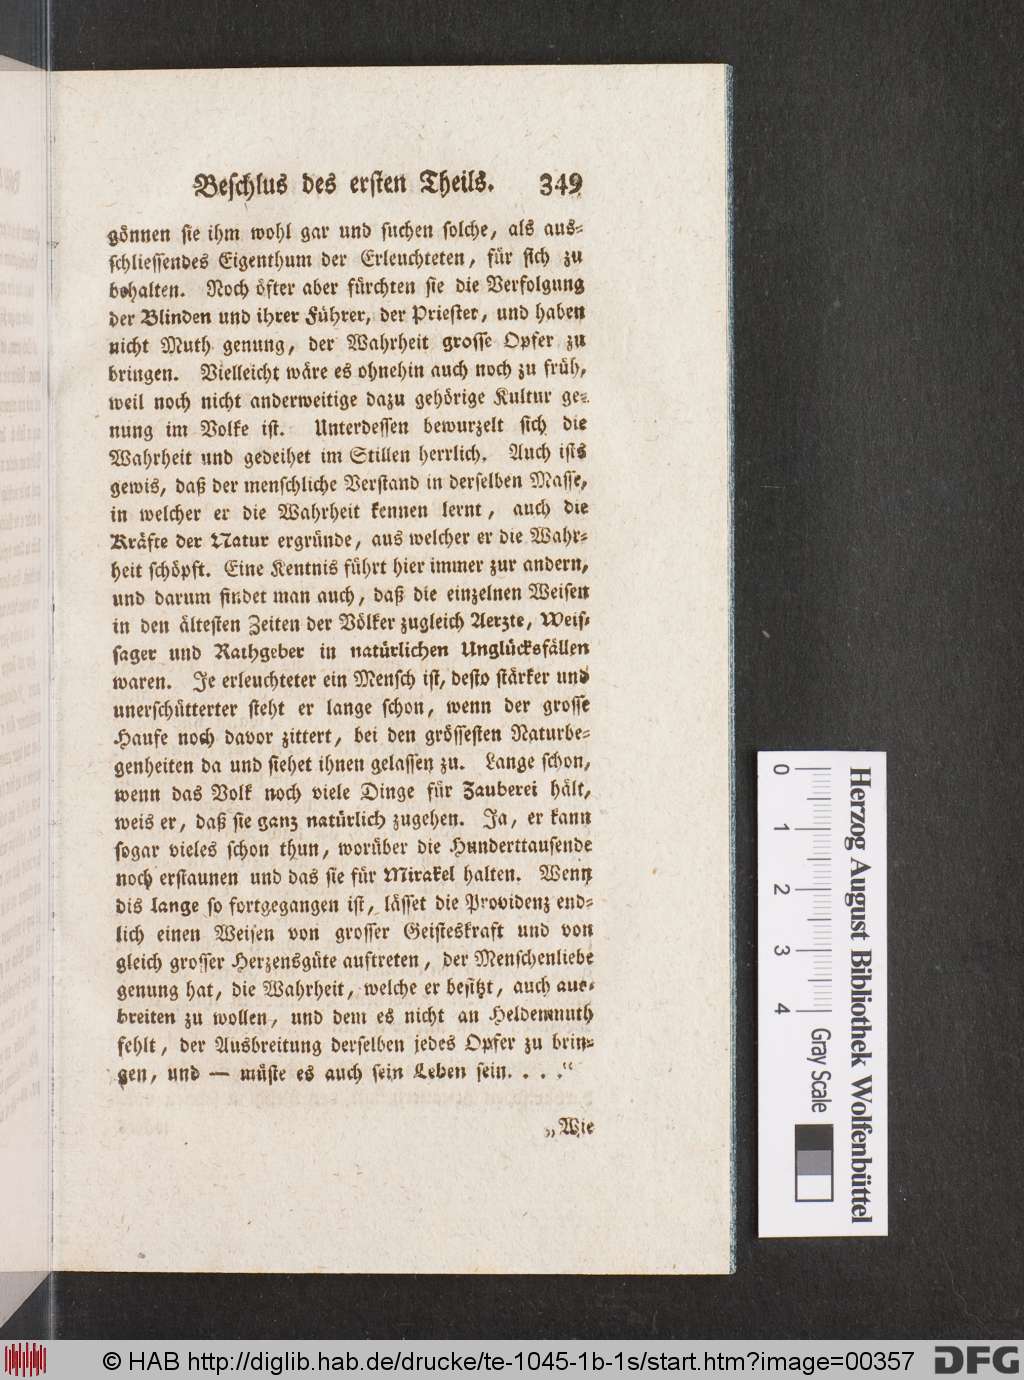 Beschlus des ersten Theils. 349
gönnen sie ihm wohl gar und suchen solche, als aus-
schliessendes Eigenthum der Erleuchteten, für sich zu
behalten. Noch öfter aber fürchten sie die Verfolgung
der Blinden und ihrer Führer, der Priester, und haben
nicht Muth genung, der Wahrheit grosse Opfer zu
bringen. Vielleicht wäre es ohnehin auch noch zu früh,
weil noch nicht anderweitige dazu gehörige Kultur ge-
nung im Volke ist. Unterdessen bewurzelt sich die
Wahrheit und gedeihet im Stillen herrlich. Auch ists
gewis, daß der menschliche Verstand in derselben Masse,
in welcher er die Wahrheit kennen lernt, auch die
Kräfte der Natur ergründe, aus welcher er die Wahr-
heit schöpft. Eine Kentnis führt hier immer zur andern,
und darum findet man auch, daß die einzelnen Weisen
in den ältesten Zeiten der Völker zugleich Aerzte, Weis-
sager und Rathgeber in natürlichen Unglücksfällen
waren. Je erleuchteter ein Mensch ist, desto stärker und
unerschütterter steht er lange schon, wenn der grosse
Haufe noch davor zittert, bei den grössesten Naturbe-
genheiten da und siehet ihnen gelassen zu. Lange schon,
wenn das Volk noch viele Dinge für Zauberei hält,
weis er, daß sie ganz natürlich zugehen. Ja, er kann
sogar vieles schon thun, worüber die Hunderttausende
noch erstaunen und das sie für Mirakel halten. Wenn
dis lange so fortgegangen ist, lässet die Providenz end-
lich einen Weisen von grosser Geisteskraft und von
gleich grosser Herzensgüte auftreten, der Menschenliebe
genung hat, die Wahrheit, welche er besitzt, auch aus-
breiten zu wollen, und dem es nicht an Heldenmuth
fehlt, der Ausbreitung derselben jedes Opfer zu brin-
gen, und — müste es auch sein Leben sein. . . .“
„Wie
0 1 2 3 4
Gray Scale
Herzog August Bibliothek Wolfenbüttel
© HAB http://diglib.hab.de/drucke/te-1045-1b-1s/start.htm?image=00357
DFG